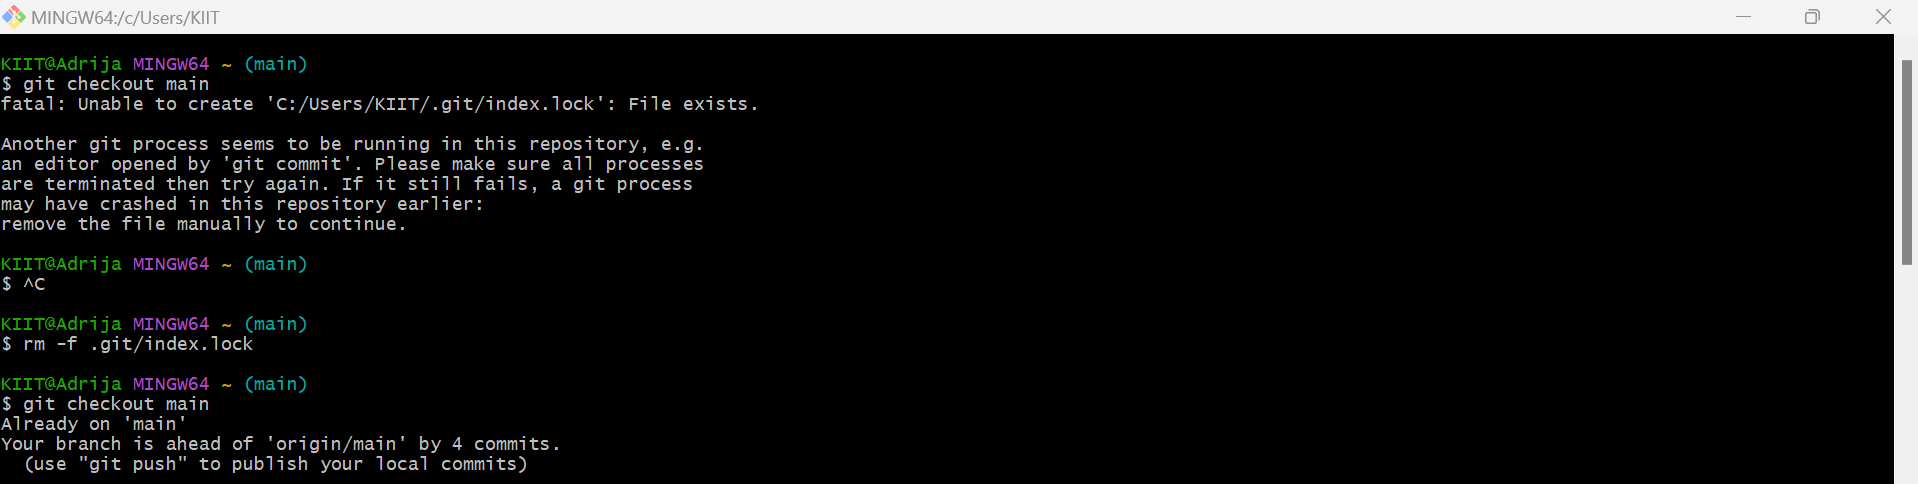 MINGW64:/c/Users/KIIT
KIIT@Adrija MINGW64 ~ (main)
$ git checkout main
fatal: Unable to create 'C:/Users/KIIT/.git/index.lock': File exists.
Another git process seems to be running in this repository, e.g.
an editor opened by 'git commit'. Please make sure all processes
are terminated then try again. If it still fails, a git process
may have crashed in this repository earlier:
remove the file manually to continue.
KIIT@Adrija MINGW64 ~ (main)
$ ^C
KIIT@Adrija MINGW64 ~ (main)
$ rm -f .git/index.lock
KIIT@Adrija MINGW64 ~ (main)
$ git checkout main
Already on 'main'
Your branch is ahead of 'origin/main' by 4 commits.
  (use "git push" to publish your local commits)